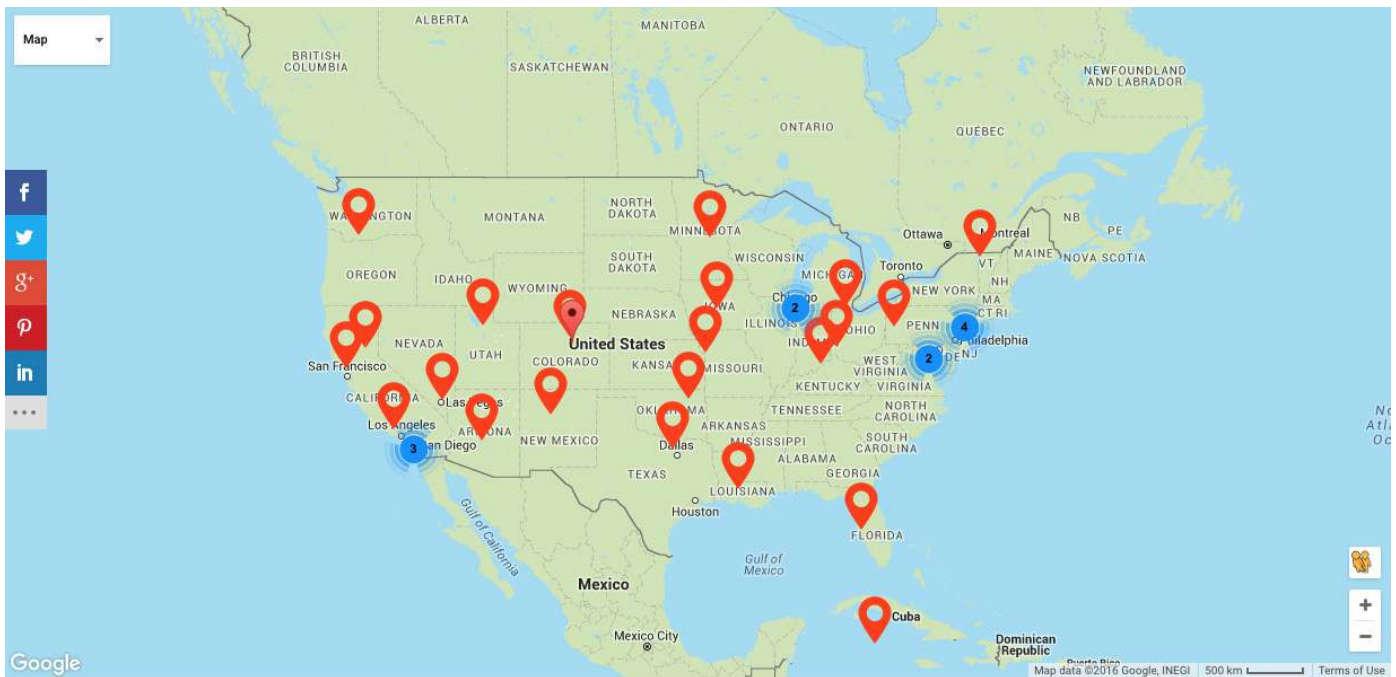 ALBERTA
MANITOBA
Map
BRITISH
COLUMBIA
SASKATCHEWAN
NEWFOUNDLAND
AND LABRADOR
ONTARIO
QUÉBEC
f
g+
in
NORTH
DAKOTA
MONTANA
MINNESOTA
Ottawa
Montreal
NB
PE
MAINE
NOVA SCOTIA
VT
NH
SOUTH
DAKOTA
WISCONSIN
MICHIGAN
Toronto
OREGON
IDAHO
WYOMING
NEW YORK
MA
CT RI
IOWA
2
4
NEBRASKA
ILLINOIS
OHIO
PENN
Philadelphia
NEVADA
UTAH
United States
COLORADO
MISSOURI
WEST
VIRGINIA
2
DE
NJ
San Francisco
KENTUCKY
VIRGINIA
CALIFORNIA
Las Vegas
OKLAHOMA
TENNESSEE
NORTH
CAROLINA
Los Angeles
ARIZONA
NEW MEXICO
ARKANSAS
3
San Diego
Dallas
MISSISSIPPI
SOUTH
CAROLINA
TEXAS
ALABAMA
GEORGIA
LOUISIANA
Houston
FLORIDA
Gulf of California
Gulf of
Mexico
Mexico
Cuba
Mexico City
Dominican
Republic
Puerto Rico
+
−
Google
Map data ©2016 Google, INEGI
500 km
Terms of Use